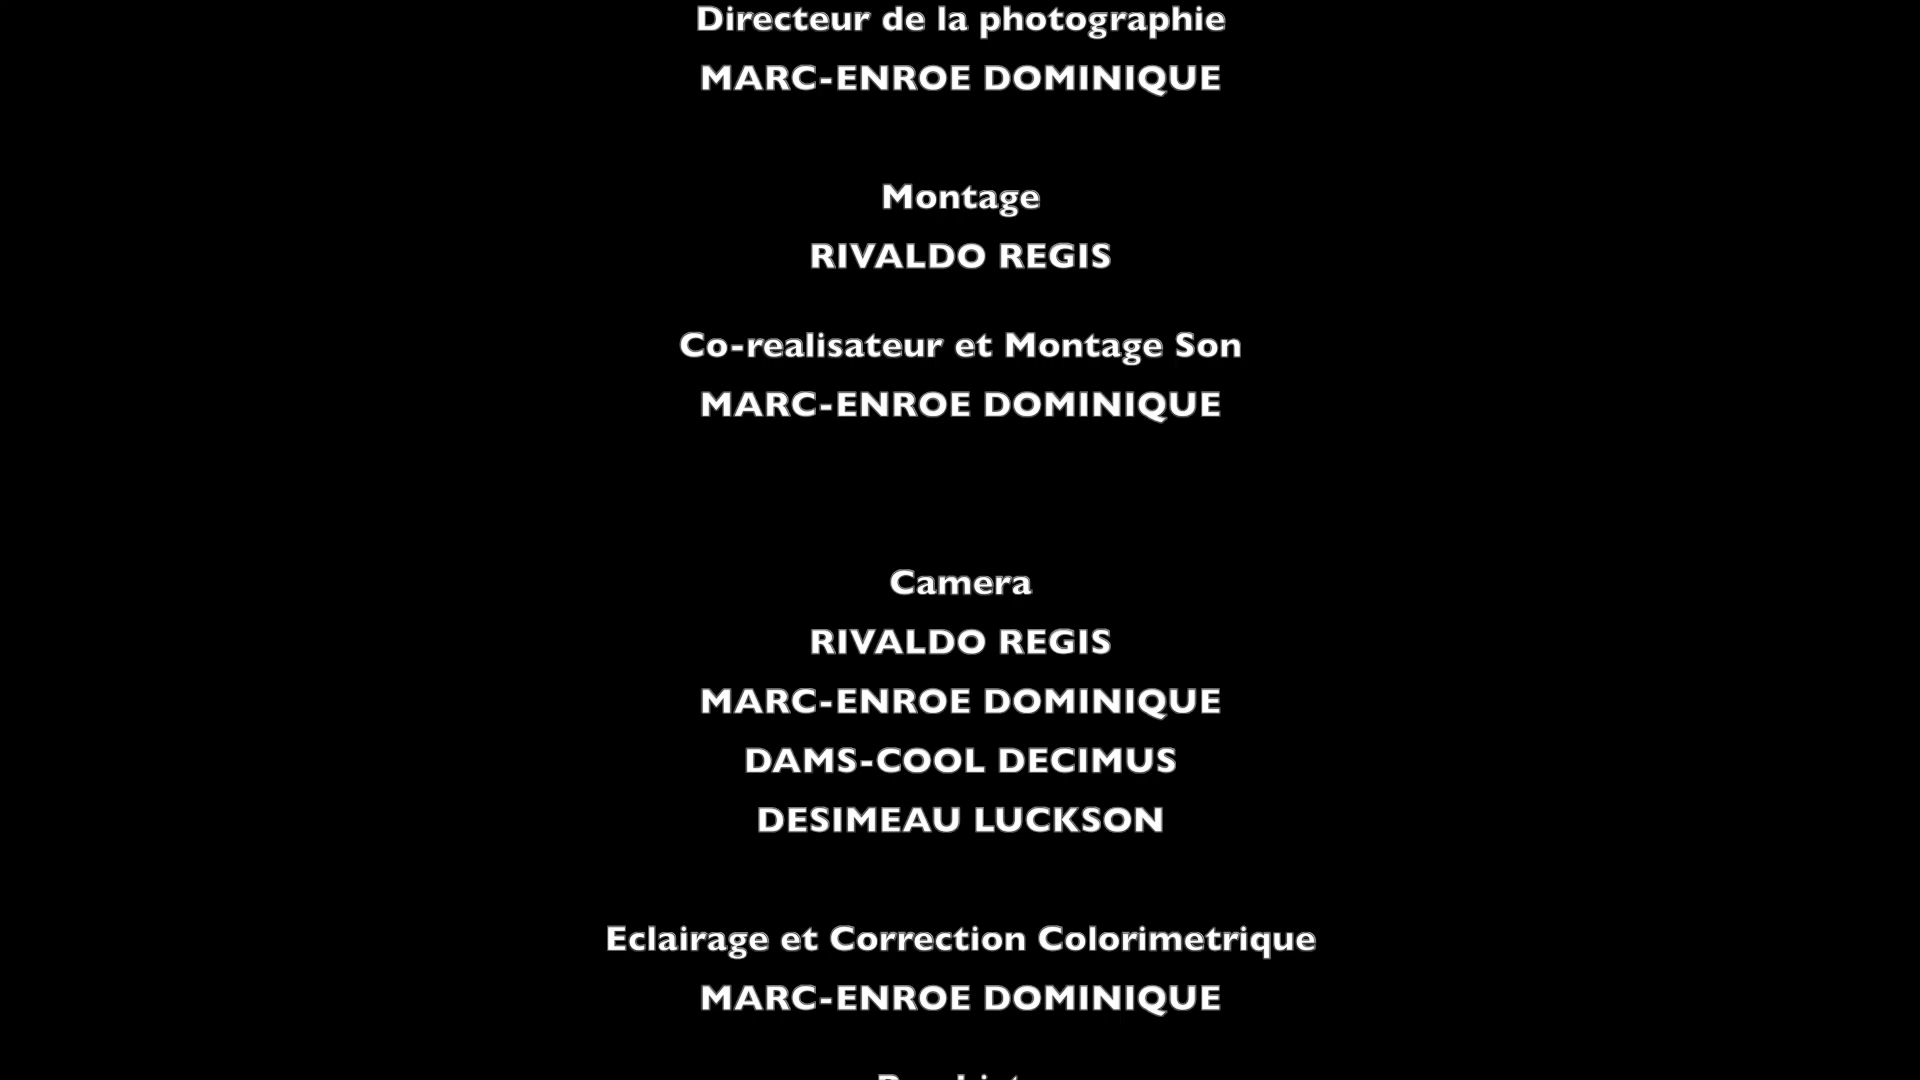 Directeur de la photographie
MARC-ENROE DOMINIQUE
Montage
RIVALDO REGIS
Co-realisateur et Montage Son
MARC-ENROE DOMINIQUE
Camera
RIVALDO REGIS
MARC-ENROE DOMINIQUE
DAMS-COOL DECIMUS
DESIMEAU LUCKSON
Eclairage et Correction Colorimetrique
MARC-ENROE DOMINIQUE